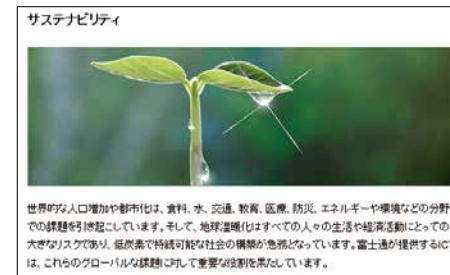 サステナビリティ
世界的な人口増加や都市化は、食料、水、交通、教育、医療、防災、エネルギーや環境などの分野
での課題を引き起こしています。そして、地球温暖化はすべての人々の生活や経済活動にとっての
大きなリスクであり、低炭素で持続可能な社会の構築が急務となっています。富士通が提供するIC
は、これらのグローバルな課題に対して重要な役割を果たしています。